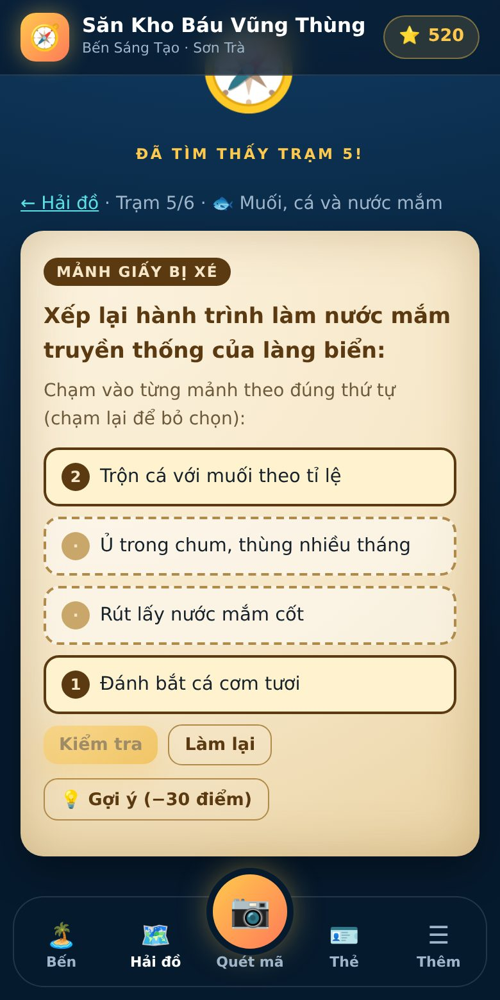 Săn Kho Báu Vũng Thùng
Bến Sáng Tạo · Sơn Trà
⭐ 520
ĐÃ TÌM THẤY TRẠM 5!
← Hải đồ · Trạm 5/6 · 🐟 Muối, cá và nước mắm
MẢNH GIẤY BỊ XÉ
Xếp lại hành trình làm nước mắm
truyền thống của làng biển:
Chạm vào từng mảnh theo đúng thứ tự
(chạm lại để bỏ chọn):
2 Trộn cá với muối theo tỉ lệ
· Ủ trong chum, thùng nhiều tháng
· Rút lấy nước mắm cốt
1 Đánh bắt cá cơm tươi
Kiểm tra Làm lại
💡 Gợi ý (−30 điểm)
Bến Hải đồ Quét mã Thẻ Thêm